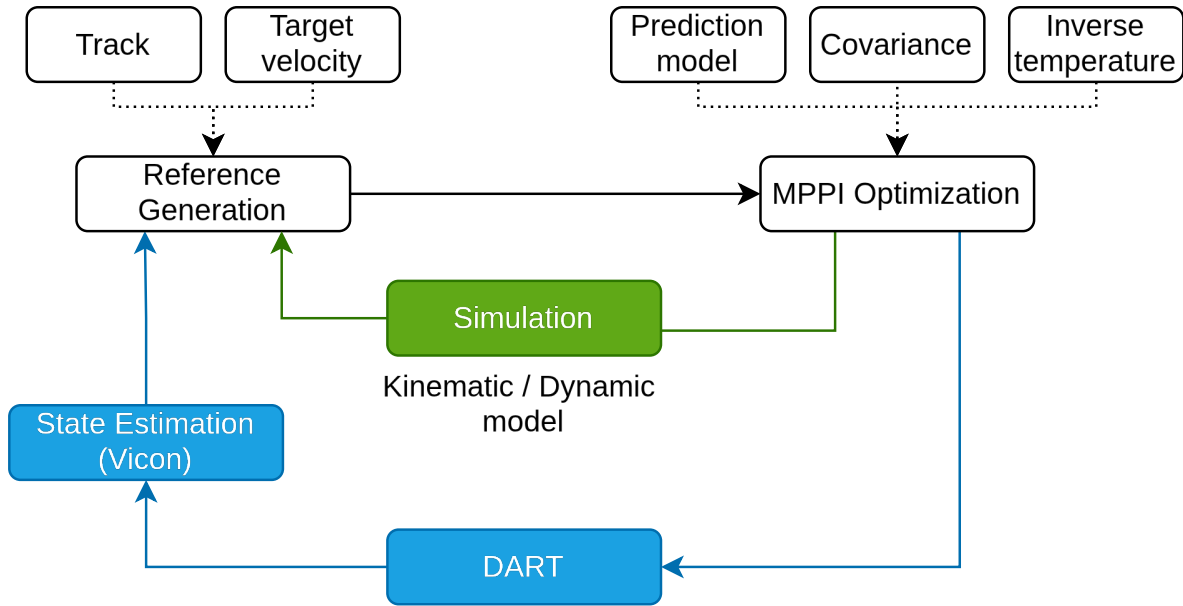 Track
Target
velocity
Prediction
model
Covariance
Inverse
temperature
Reference
Generation
MPPI Optimization
Simulation
Kinematic / Dynamic
model
State Estimation
(Vicon)
DART